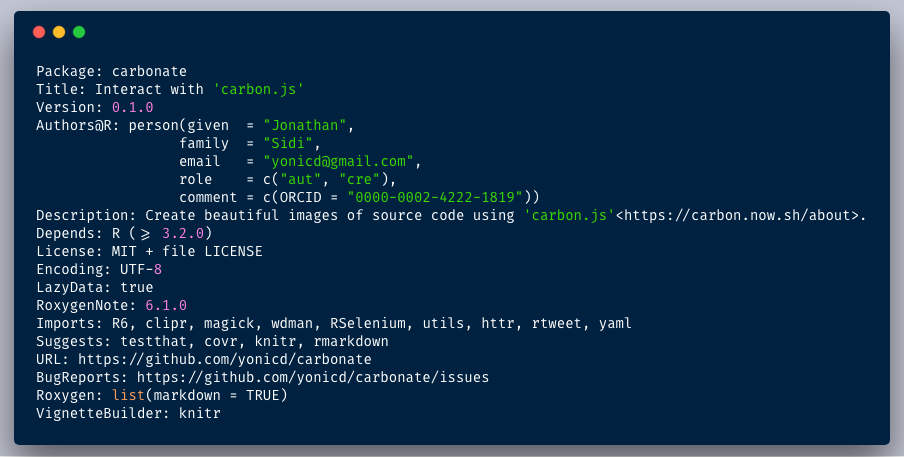 Package: carbonate
Title: Interact with 'carbon.js'
Version: 0.1.0
Authors@R: person(given  = "Jonathan",
                 family  = "Sidi",
                 email   = "yonicd@gmail.com",
                 role    = c("aut", "cre"),
                 comment = c(ORCID = "0000-0002-4222-1819"))
Description: Create beautiful images of source code using 'carbon.js'<https://carbon.now.sh/about>.
Depends: R (>= 3.2.0)
License: MIT + file LICENSE
Encoding: UTF-8
LazyData: true
RoxygenNote: 6.1.0
Imports: R6, clipr, magick, wdman, RSelenium, utils, httr, rtweet, yaml
Suggests: testthat, covr, knitr, rmarkdown
URL: https://github.com/yonicd/carbonate
BugReports: https://github.com/yonicd/carbonate/issues
Roxygen: list(markdown = TRUE)
VignetteBuilder: knitr